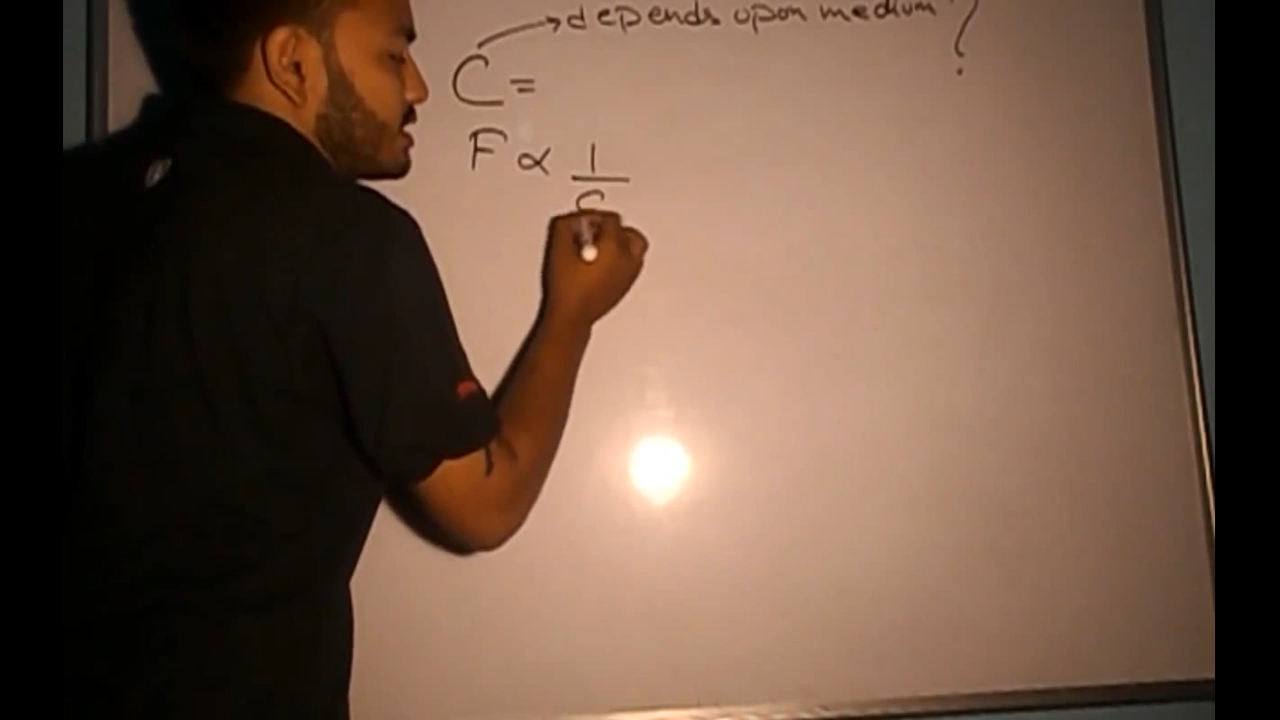 depends upon medium ?
C =
F ∝ 1